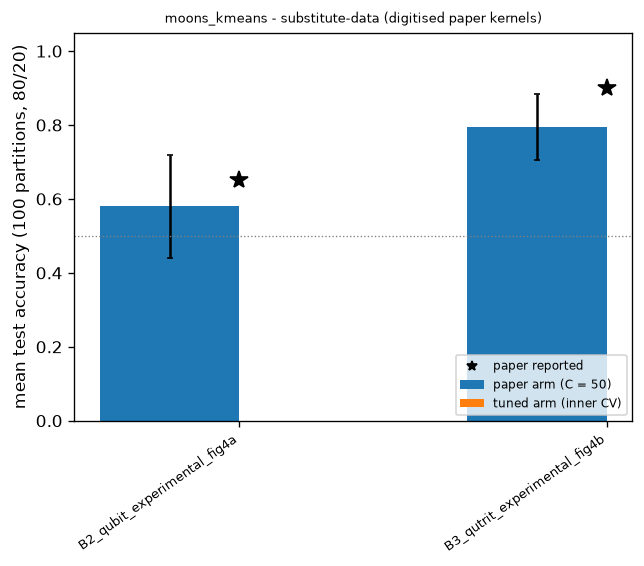 moons_kmeans - substitute-data (digitised paper kernels)
mean test accuracy (100 partitions, 80/20)
1.0
0.8
0.6
0.4
0.2
0.0
paper reported
paper arm (C = 50)
tuned arm (inner CV)
B2_qubit_experimental_fig4a
B3_qutrit_experimental_fig4b